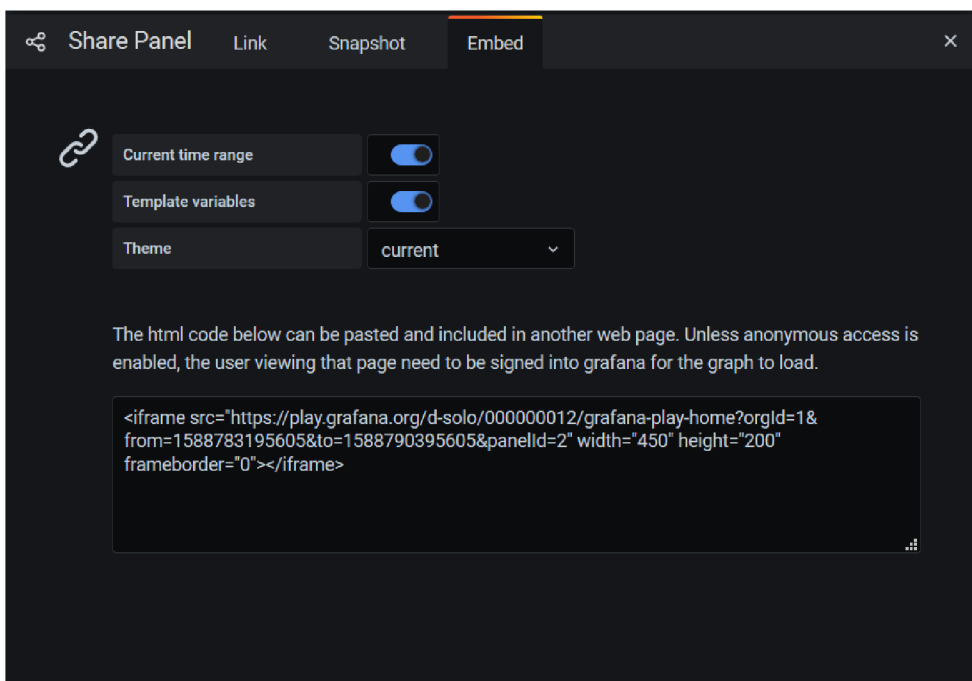 Share Panel Link Snapshot Embed
Current time range
Template variables
Theme current
The html code below can be pasted and included in another web page. Unless anonymous access is
enabled, the user viewing that page need to be signed into grafana for the graph to load.
<iframe src="https://play.grafana.org/d-solo/000000012/grafana-play-home?orgId=1&
from=1588783195605&to=1588790395605&panelId=2" width="450" height="200"
frameborder="0"></iframe>